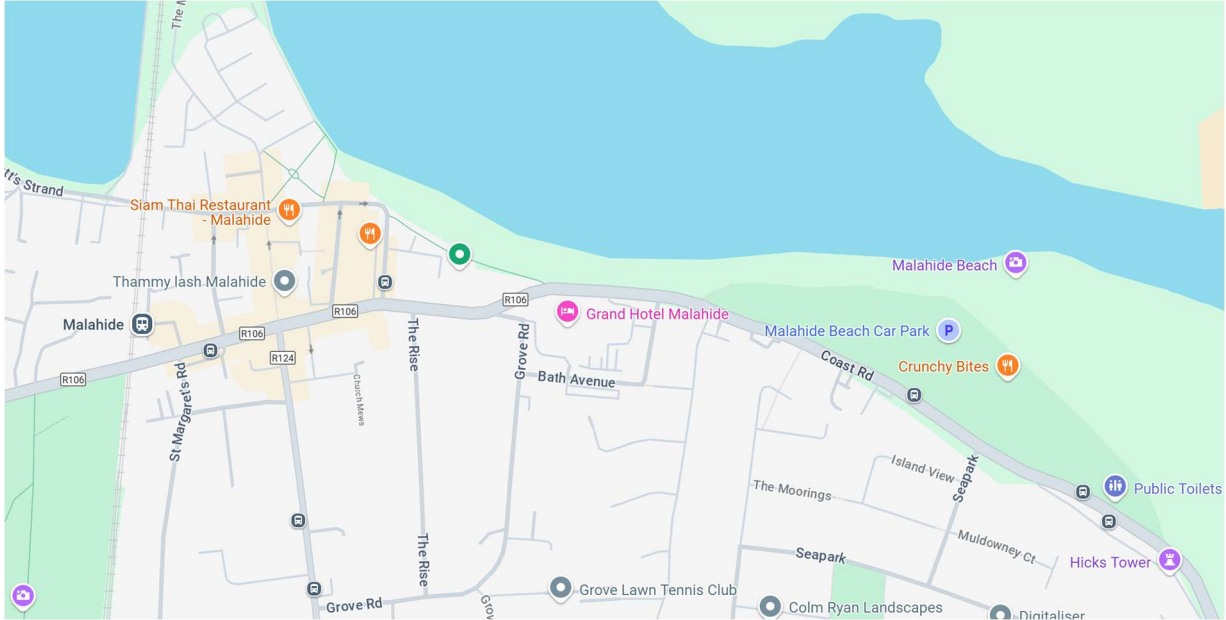 The M
tt's Strand
Siam Thai Restaurant
- Malahide
Thammy lash Malahide
Malahide
R106
R106
R106
R106
R124
Grand Hotel Malahide
Malahide Beach
Malahide Beach Car Park
Crunchy Bites
Coast Rd
The Rise
Grove Rd
Bath Avenue
Church Mews
St Margaret's Rd
Island View
Seapark
The Moorings
Public Toilets
Muldowney Ct
Seapark
Hicks Tower
The Rise
Grove Lawn Tennis Club
Grove Rd
Grov
Colm Ryan Landscapes
Digitaliser
P